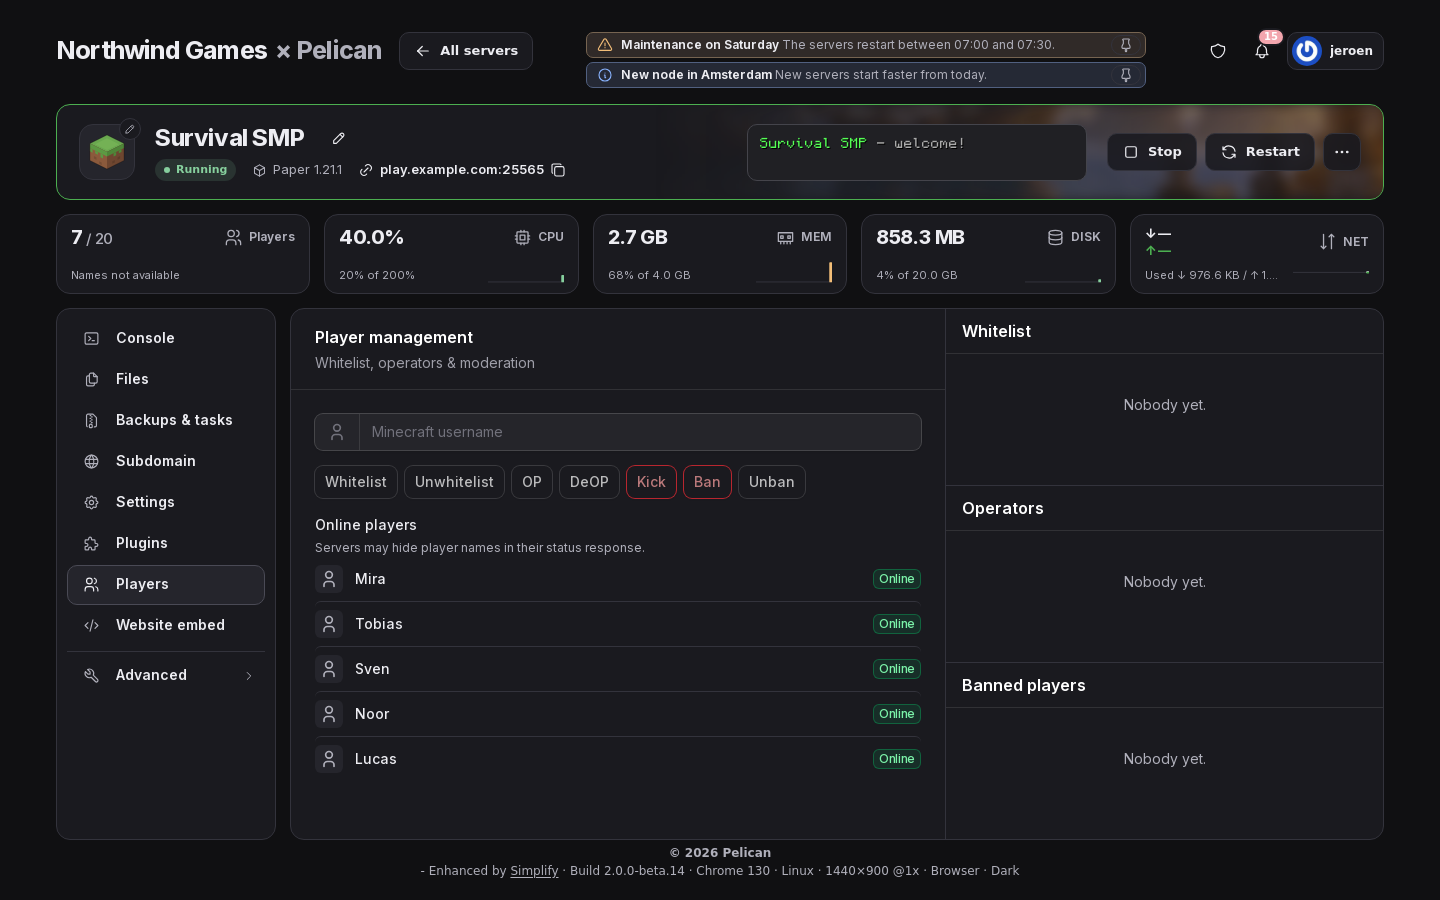 Northwind Games × Pelican
All servers
Maintenance on Saturday The servers restart between 07:00 and 07:30.
New node in Amsterdam New servers start faster from today.
15
jeroen
Survival SMP
Running
Paper 1.21.1
play.example.com:25565
Survival SMP - welcome!
Stop
Restart
7 / 20
Players
Names not available
40.0%
CPU
20% of 200%
2.7 GB
MEM
68% of 4.0 GB
858.3 MB
DISK
4% of 20.0 GB
↓—
↑—
NET
Used ↓ 976.6 KB / ↑ 1....
Console
Files
Backups & tasks
Subdomain
Settings
Plugins
Players
Website embed
Advanced
Player management
Whitelist, operators & moderation
Minecraft username
Whitelist
Unwhitelist
OP
DeOP
Kick
Ban
Unban
Online players
Servers may hide player names in their status response.
Mira
Online
Tobias
Online
Sven
Online
Noor
Online
Lucas
Online
Whitelist
Nobody yet.
Operators
Nobody yet.
Banned players
Nobody yet.
© 2026 Pelican
- Enhanced by Simplify · Build 2.0.0-beta.14 · Chrome 130 · Linux · 1440×900 @1x · Browser · Dark